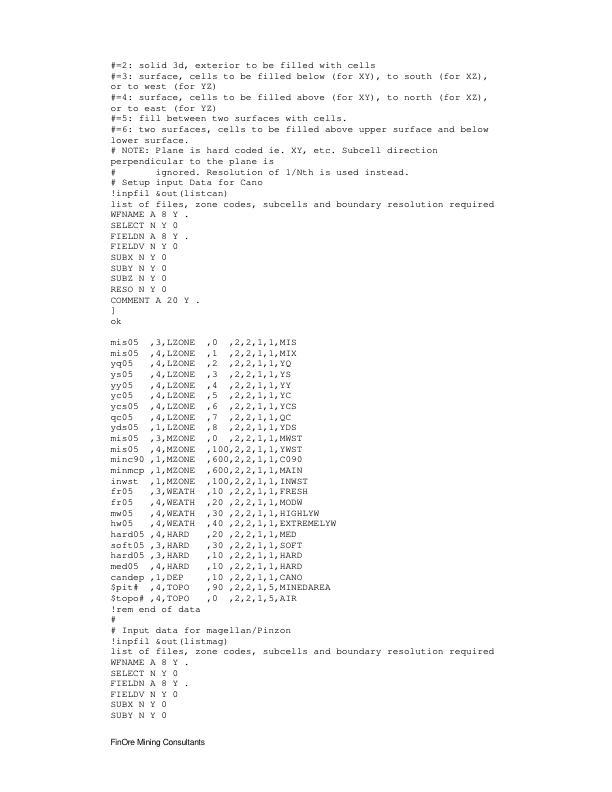 #=2: solid 3d, exterior to be filled with cells
#=3: surface, cells to be filled below (for XY), to south (for XZ),
or to west (for YZ)
#=4: surface, cells to be filled above (for XY), to north (for XZ),
or to east (for YZ)
#=5: fill between two surfaces with cells.
#=6: two surfaces, cells to be filled above upper surface and below
lower surface.
# NOTE: Plane is hard coded ie. XY, etc. Subcell direction
perpendicular to the plane is
#      ignored. Resolution of 1/Nth is used instead.
# Setup input Data for Cano
!inpfil &out(listcan)
list of files, zone codes, subcells and boundary resolution required
WFNAME A 8 Y .
SELECT N Y 0
FIELDN A 8 Y .
FIELDV N Y 0
SUBX N Y 0
SUBY N Y 0
SUBZ N Y 0
RESO N Y 0
COMMENT A 20 Y .
]
ok
mis05  ,3,LZONE  ,0  ,2,2,1,1,MIS
mis05  ,4,LZONE  ,1  ,2,2,1,1,MIX
yq05   ,4,LZONE  ,2  ,2,2,1,1,YQ
ys05   ,4,LZONE  ,3  ,2,2,1,1,YS
yy05   ,4,LZONE  ,4  ,2,2,1,1,YY
yc05   ,4,LZONE  ,5  ,2,2,1,1,YC
ycs05  ,4,LZONE  ,6  ,2,2,1,1,YCS
qc05   ,4,LZONE  ,7  ,2,2,1,1,QC
yds05  ,1,LZONE  ,8  ,2,2,1,1,YDS
mis05  ,3,MZONE  ,0  ,2,2,1,1,MWST
mis05  ,4,MZONE  ,100,2,2,1,1,YWST
minc90 ,1,MZONE  ,600,2,2,1,1,C090
minmcp ,1,MZONE  ,600,2,2,1,1,MAIN
inwst  ,1,MZONE  ,100,2,2,1,1,INWST
fr05   ,3,WEATH  ,10 ,2,2,1,1,FRESH
fr05   ,4,WEATH  ,20 ,2,2,1,1,MODW
mw05   ,4,WEATH  ,30 ,2,2,1,1,HIGHLYW
hw05   ,4,WEATH  ,40 ,2,2,1,1,EXTREMELYW
hard05 ,4,HARD   ,20 ,2,2,1,1,MED
soft05 ,3,HARD   ,30 ,2,2,1,1,SOFT
hard05 ,3,HARD   ,10 ,2,2,1,1,HARD
med05  ,4,HARD   ,10 ,2,2,1,1,HARD
candep ,1,DEP    ,10 ,2,2,1,1,CANO
$pit#  ,4,TOPO   ,90 ,2,2,1,5,MINEDAREA
$topo# ,4,TOPO   ,0  ,2,2,1,5,AIR
!rem end of data
#
# Input data for magellan/Pinzon
!inpfil &out(listmag)
list of files, zone codes, subcells and boundary resolution required
WFNAME A 8 Y .
SELECT N Y 0
FIELDN A 8 Y .
FIELDV N Y 0
SUBX N Y 0
SUBY N Y 0
FinOre Mining Consultants